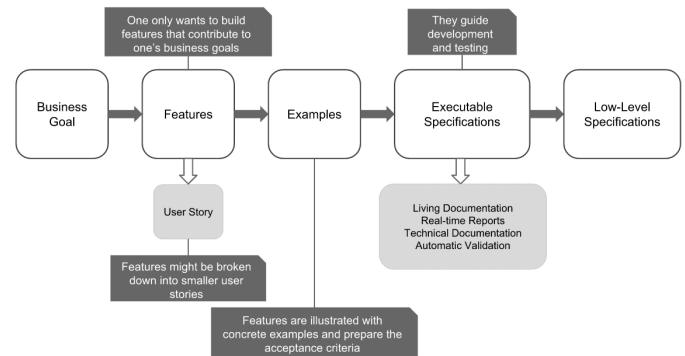 One only wants to build
features that contribute to
one's business goals
They guide
development
and testing
Business
Goal
Features
Examples
Executable
Specifications
Low-Level
Specifications
User Story
Living Documentation
Real-time Reports
Technical Documentation
Automatic Validation
Features might be broken
down into smaller user
stories
Features are illustrated with
concrete examples and prepare the
acceptance criteria